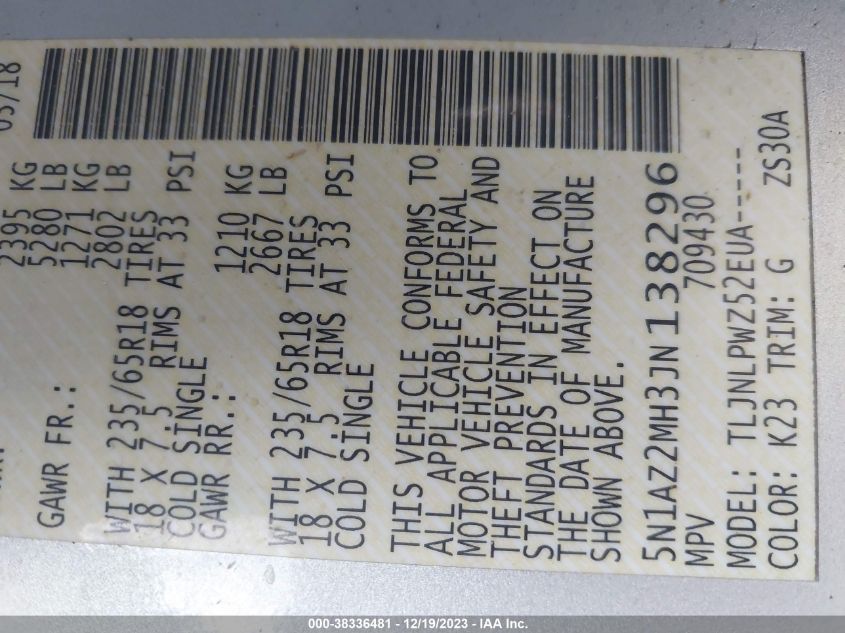 03/18
2395 KG
5280 LB
GAWR FR.: 1271 KG
2802 LB
WITH 235/65R18 TIRES
18 X 7.5 RIMS AT 33 PSI
COLD SINGLE
GAWR RR.: 1210 KG
2667 LB
WITH 235/65R18 TIRES
18 X 7.5 RIMS AT 33 PSI
COLD SINGLE
THIS VEHICLE CONFORMS TO
ALL APPLICABLE FEDERAL
MOTOR VEHICLE SAFETY AND
THEFT PREVENTION
STANDARDS IN EFFECT ON
THE DATE OF MANUFACTURE
SHOWN ABOVE.
5N1AZ2MH3JN138296
MPV 709430
MODEL: TLJNLPWZ52EUA-----
COLOR: K23 TRIM: G ZS30A
000-38336481 - 12/19/2023 - IAA Inc.